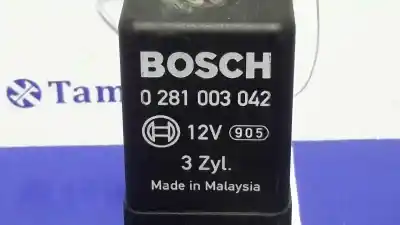 BOSCH
0 281 003 042
12V 905
3 Zyl.
Made in Malaysia
Tam